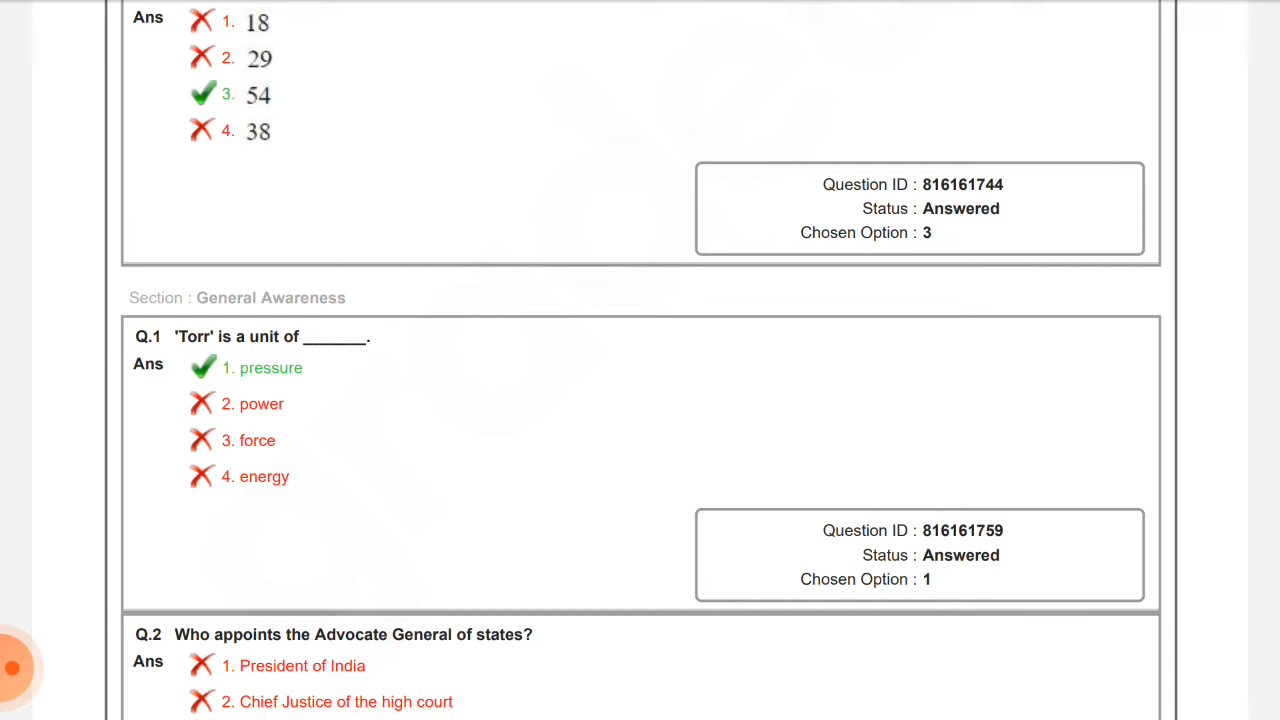 Ans 1. 18
2. 29
3. 54
4. 38
Question ID : 816161744
Status : Answered
Chosen Option : 3
Section : General Awareness
Q.1 'Torr' is a unit of _______.
Ans 1. pressure
2. power
3. force
4. energy
Question ID : 816161759
Status : Answered
Chosen Option : 1
Q.2 Who appoints the Advocate General of states?
Ans 1. President of India
2. Chief Justice of the high court